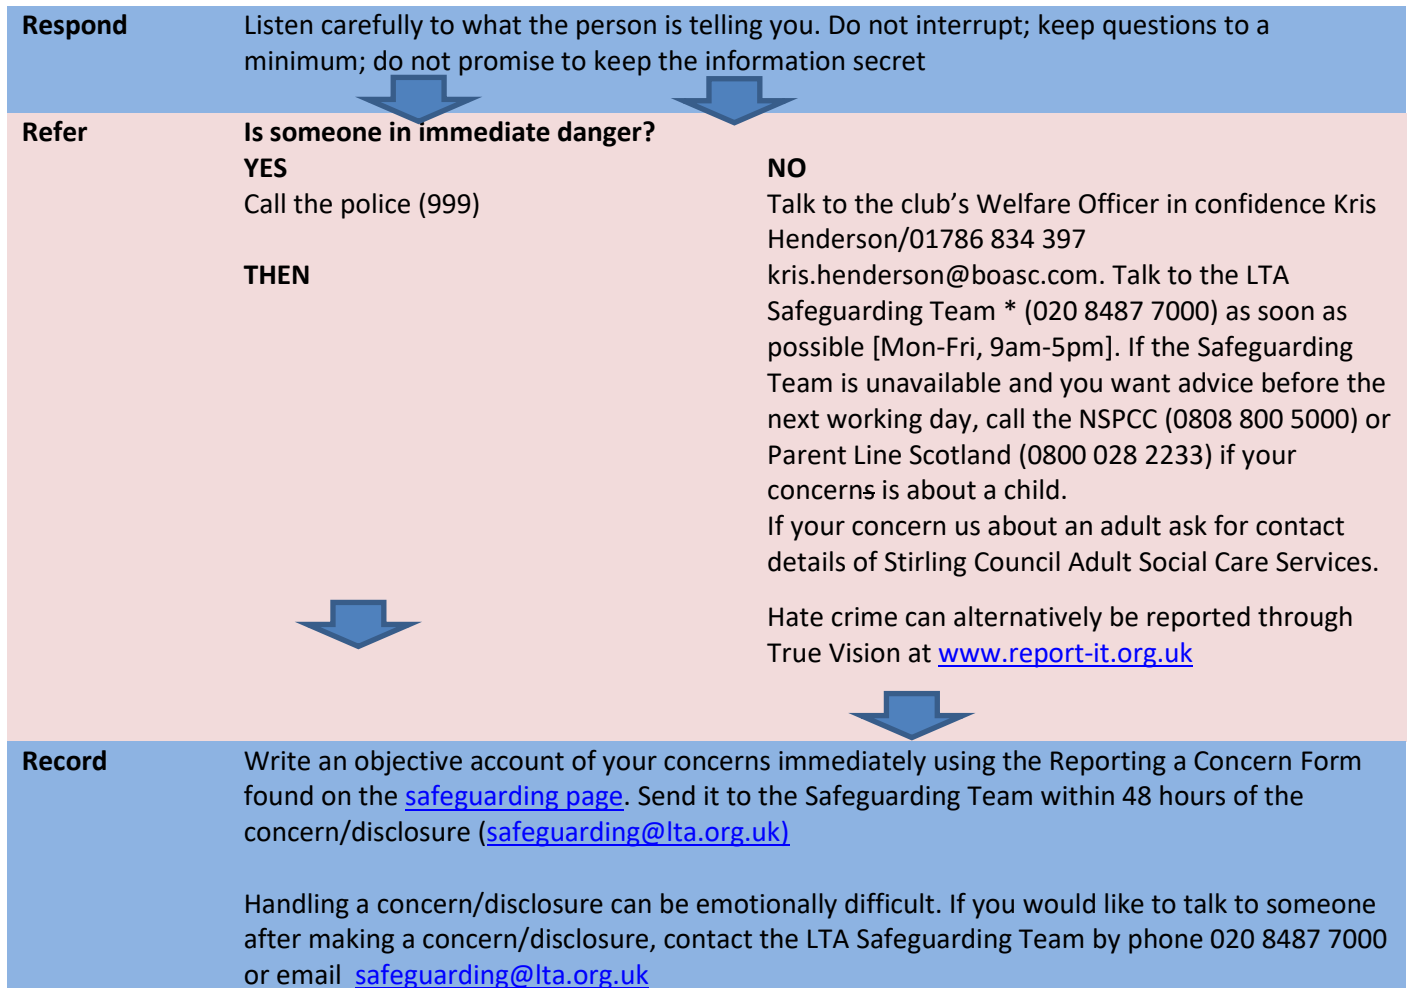 Respond
Listen carefully to what the person is telling you. Do not interrupt; keep questions to a
minimum; do not promise to keep the information secret
Refer
Is someone in immediate danger?
YES
Call the police (999)
THEN
NO
Talk to the club’s Welfare Officer in confidence Kris
Henderson/01786 834 397
kris.henderson@boasc.com. Talk to the LTA
Safeguarding Team * (020 8487 7000) as soon as
possible [Mon-Fri, 9am-5pm]. If the Safeguarding
Team is unavailable and you want advice before the
next working day, call the NSPCC (0808 800 5000) or
Parent Line Scotland (0800 028 2233) if your
concerns is about a child.
If your concern us about an adult ask for contact
details of Stirling Council Adult Social Care Services.
Hate crime can alternatively be reported through
True Vision at www.report-it.org.uk
Record
Write an objective account of your concerns immediately using the Reporting a Concern Form
found on the safeguarding page. Send it to the Safeguarding Team within 48 hours of the
concern/disclosure (safeguarding@lta.org.uk)
Handling a concern/disclosure can be emotionally difficult. If you would like to talk to someone
after making a concern/disclosure, contact the LTA Safeguarding Team by phone 020 8487 7000
or email safeguarding@lta.org.uk